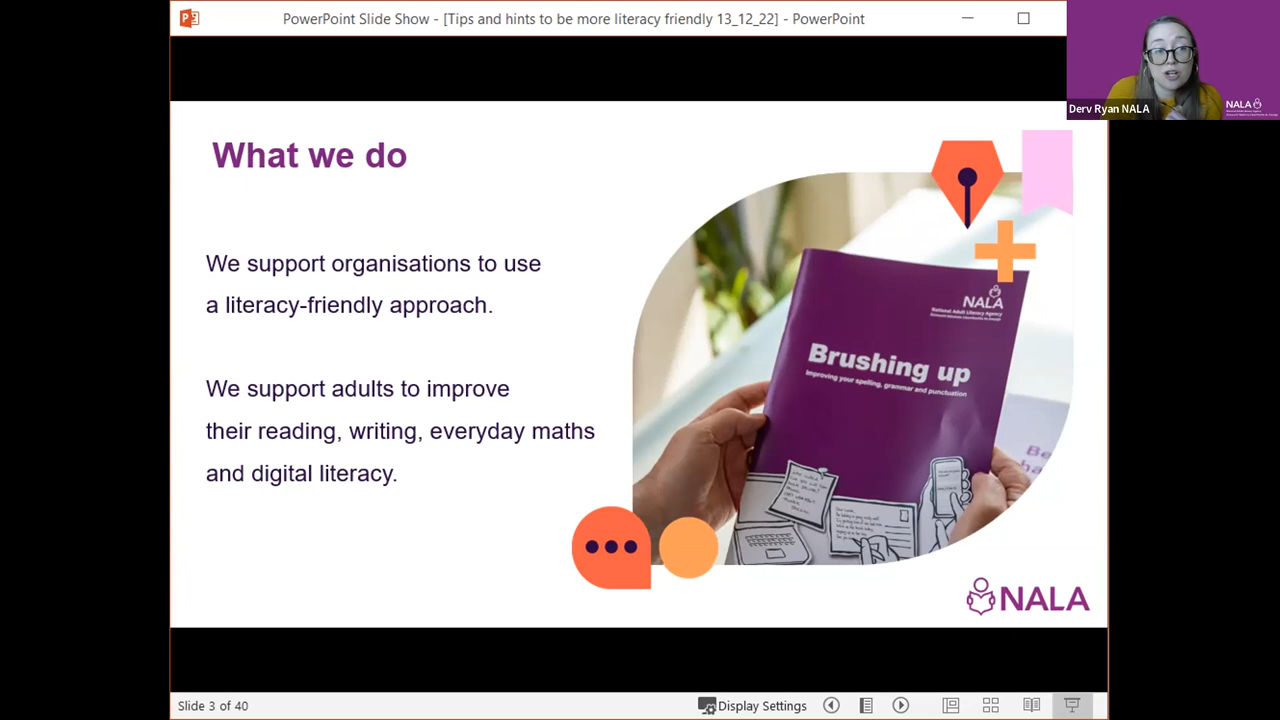 PowerPoint Slide Show - [Tips and hints to be more literacy friendly 13_12_22] - PowerPoint
Derv Ryan NALA
NALA
What we do
We support organisations to use
a literacy-friendly approach.
We support adults to improve
their reading, writing, everyday maths
and digital literacy.
NALA
National Adult Literacy Agency
Brushing up
Improving your spelling, grammar and punctuation
NALA
Slide 3 of 40
Display Settings